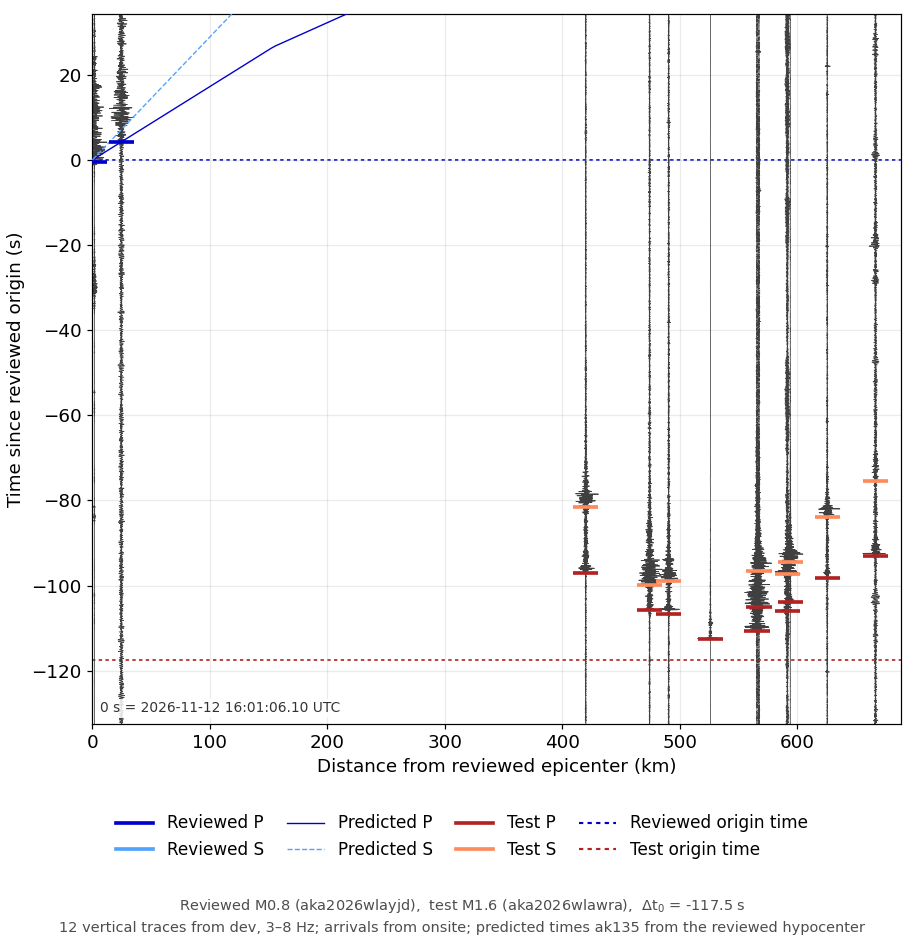 20
0
−20
−40
−60
−80
−100
−120
Time since reviewed origin (s)
0 s = 2026-11-12 16:01:06.10 UTC
0 100 200 300 400 500 600
Distance from reviewed epicenter (km)
Reviewed P Predicted P Test P Reviewed origin time
Reviewed S Predicted S Test S Test origin time
Reviewed M0.8 (aka2026wlayjd), test M1.6 (aka2026wlawra), Δt₀ = -117.5 s
12 vertical traces from dev, 3–8 Hz; arrivals from onsite; predicted times ak135 from the reviewed hypocenter